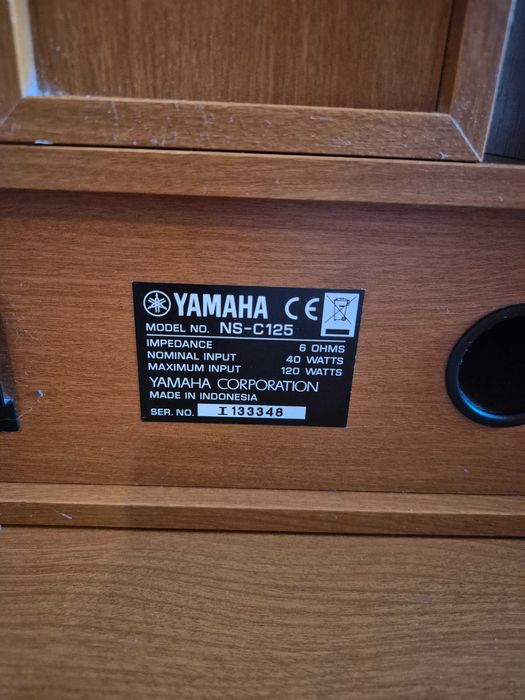 YAMAHA CE
MODEL NO. NS-C125
IMPEDANCE 6 OHMS
NOMINAL INPUT 40 WATTS
MAXIMUM INPUT 120 WATTS
YAMAHA CORPORATION
MADE IN INDONESIA
SER. NO. I 133348